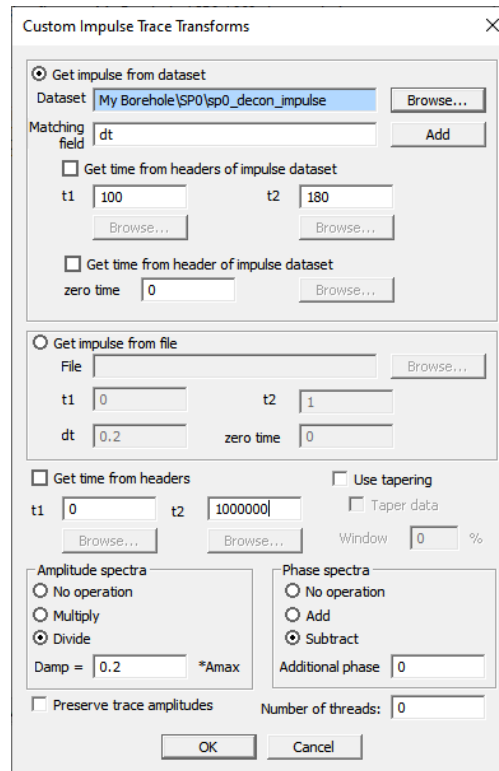 Custom Impulse Trace Transforms
Get impulse from dataset
Dataset My Borehole\SP0\sp0_decon_impulse Browse...
Matching field dt Add
Get time from headers of impulse dataset
t1 100 t2 180
Browse... Browse...
Get time from header of impulse dataset
zero time 0 Browse...
Get impulse from file
File Browse...
t1 0 t2 1
dt 0.2 zero time 0
Get time from headers Use tapering
t1 0 t2 1000000 Taper data
Browse... Browse... Window 0 %
Amplitude spectra Phase spectra
No operation No operation
Multiply Add
Divide Subtract
Damp = 0.2 *Amax Additional phase 0
Preserve trace amplitudes Number of threads: 0
OK Cancel